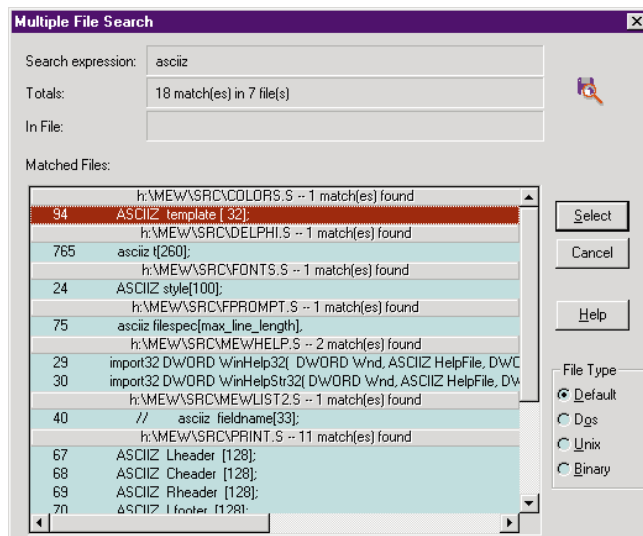 Multiple File Search
Search expression: asciiz
Totals: 18 match(es) in 7 file(s)
In File:
Matched Files:
h:\MEW\SRC\COLORS.S -- 1 match(es) found
94 ASCIIZ template [ 32];
h:\MEW\SRC\DELPHI.S -- 1 match(es) found
765 asciiz t[260];
h:\MEW\SRC\FONTS.S -- 1 match(es) found
24 ASCIIZ style[100];
h:\MEW\SRC\FPROMPT.S -- 1 match(es) found
75 asciiz filespec[max_line_length],
h:\MEW\SRC\MEWHELP.S -- 2 match(es) found
29 import32 DWORD WinHelp32( DWORD Wnd, ASCIIZ HelpFile, DWC
30 import32 DWORD WinHelpStr32( DWORD Wnd, ASCIIZ HelpFile, DW
h:\MEW\SRC\MEWLIST2.S -- 1 match(es) found
40 // asciiz fieldname[33];
h:\MEW\SRC\PRINT.S -- 11 match(es) found
67 ASCIIZ Lheader [128];
68 ASCIIZ Cheader [128];
69 ASCIIZ Rheader [128];
70 ASCIIZ Lfooter [128];
Select
Cancel
Help
File Type
Default
Dos
Unix
Binary